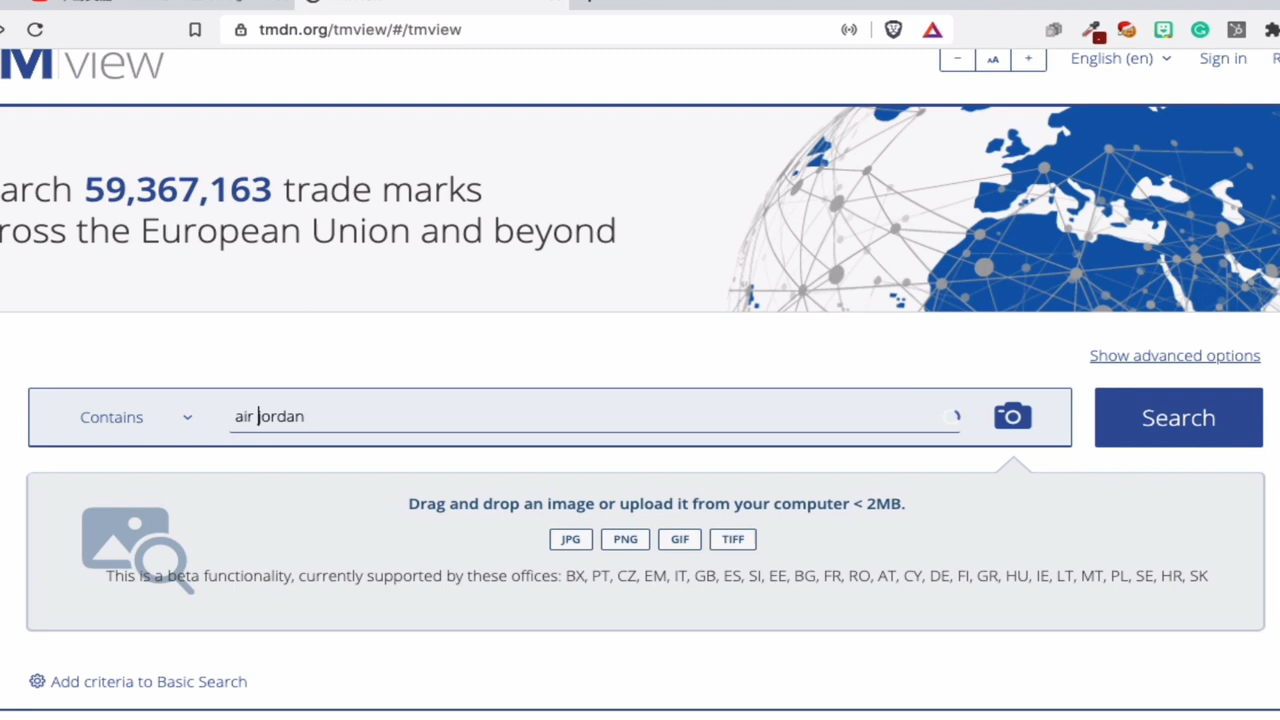 tmdn.org/tmview/#/tmview
M view
- AA +
English (en)
Sign in
arch 59,367,163 trade marks
ross the European Union and beyond
Show advanced options
Contains
air jordan
Search
Drag and drop an image or upload it from your computer < 2MB.
JPG PNG GIF TIFF
This is a beta functionality, currently supported by these offices: BX, PT, CZ, EM, IT, GB, ES, SI, EE, BG, FR, RO, AT, CY, DE, FI, GR, HU, IE, LT, MT, PL, SE, HR, SK
Add criteria to Basic Search